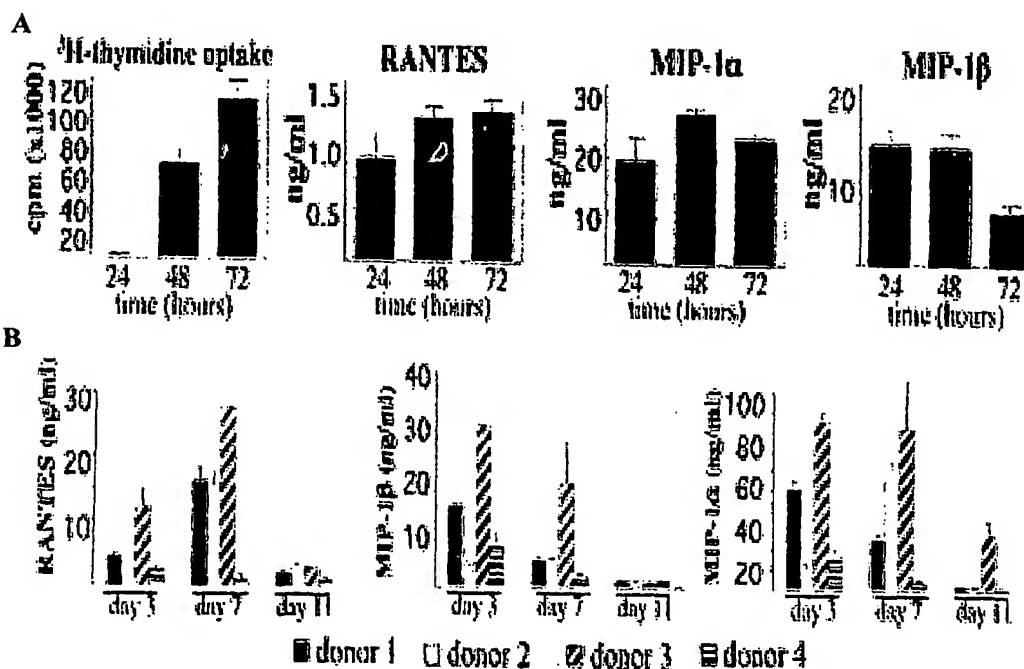 A
³H-thymidine optake
RANTES
MIP-1α
MIP-1β
cpm (x1000)
120
100
80
60
40
20
24 48 72
time (hours)
ng/ml
1.5
1.0
0.5
24 48 72
time (hours)
ng/ml
30
20
10
24 48 72
time (hours)
ng/ml
20
10
24 48 72
time (hours)
B
RANTES (ng/ml)
30
20
10
day 3 day 7 day 11
MIP-1β (ng/ml)
40
30
20
10
day 3 day 7 day 11
MIP-1α (ng/ml)
100
80
60
40
20
day 3 day 7 day 11
donor 1 donor 2 donor 3 donor 4